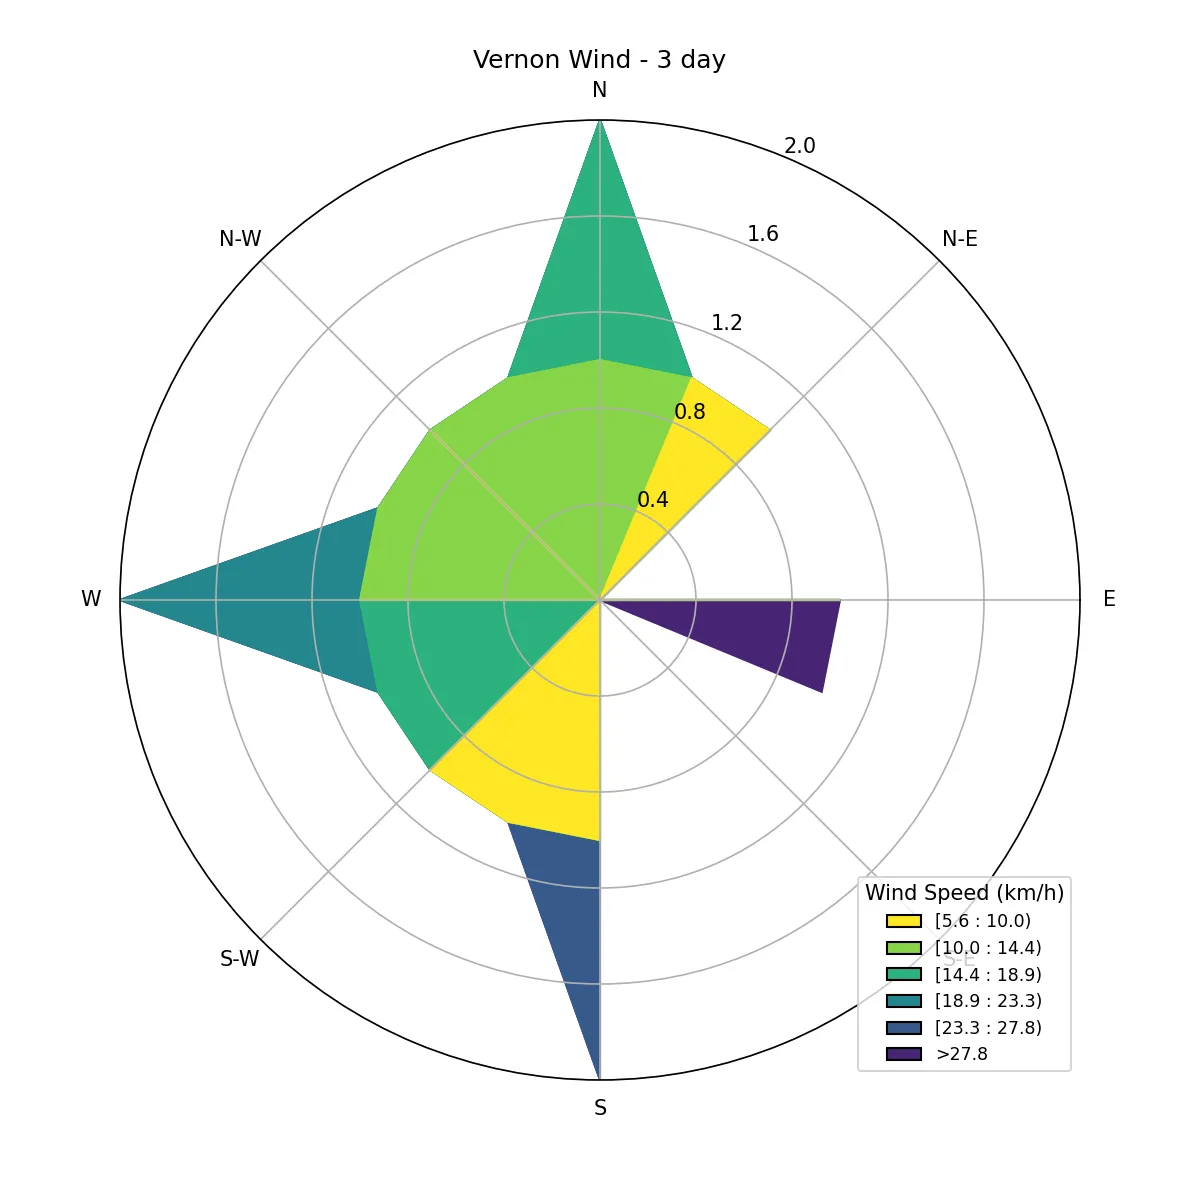 Vernon Wind - 3 day
N
2.0
N-W
1.6
N-E
1.2
0.8
0.4
W
E
S-W
S-E
S
Wind Speed (km/h)
[5.6 : 10.0)
[10.0 : 14.4)
[14.4 : 18.9)
[18.9 : 23.3)
[23.3 : 27.8)
>27.8